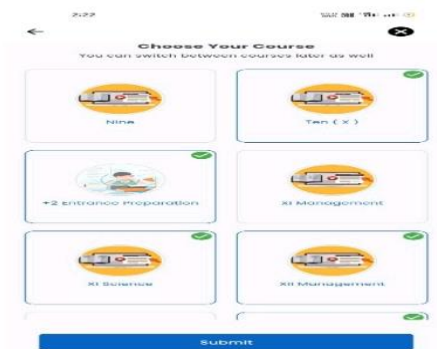 2:22
Choose Your Course
You can switch between courses later as well
Nine
Ten ( X )
+2 Entrance Preparation
XI Management
XI Science
XII Management
Submit